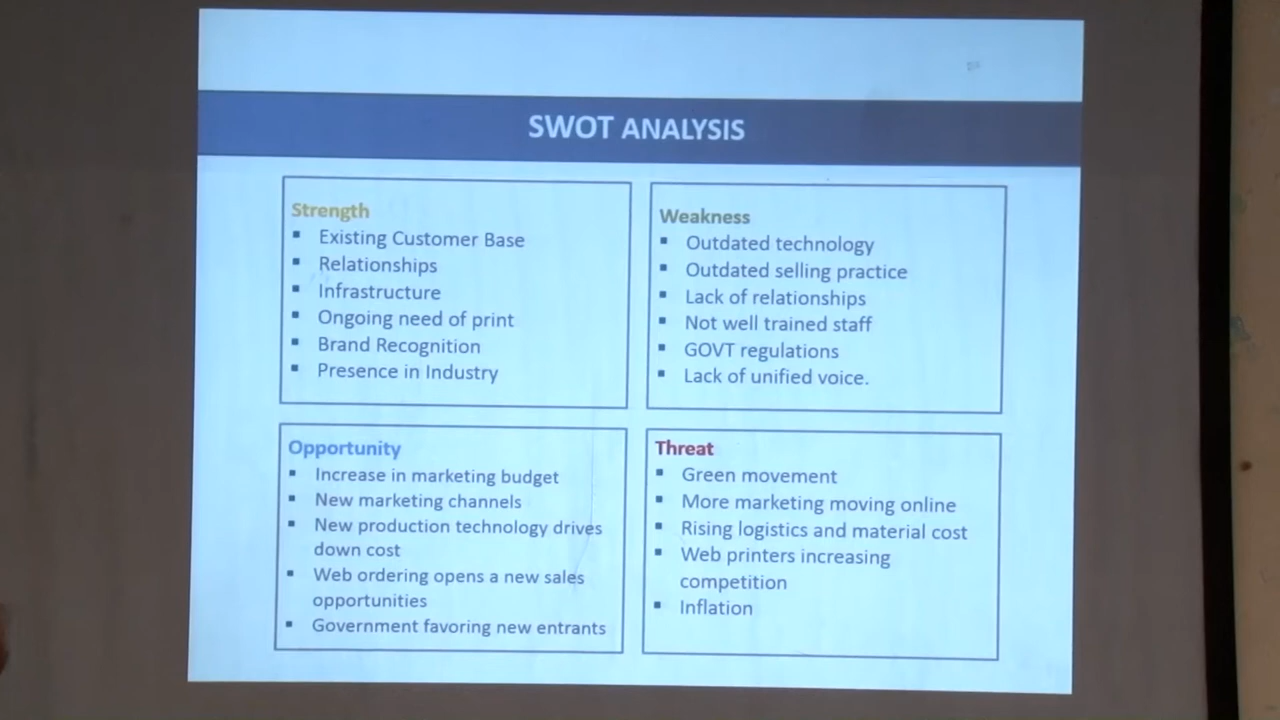 SWOT ANALYSIS
Strength
▪ Existing Customer Base
▪ Relationships
▪ Infrastructure
▪ Ongoing need of print
▪ Brand Recognition
▪ Presence in Industry
Weakness
▪ Outdated technology
▪ Outdated selling practice
▪ Lack of relationships
▪ Not well trained staff
▪ GOVT regulations
▪ Lack of unified voice.
Opportunity
▪ Increase in marketing budget
▪ New marketing channels
▪ New production technology drives
down cost
▪ Web ordering opens a new sales
opportunities
▪ Government favoring new entrants
Threat
▪ Green movement
▪ More marketing moving online
▪ Rising logistics and material cost
▪ Web printers increasing
competition
▪ Inflation